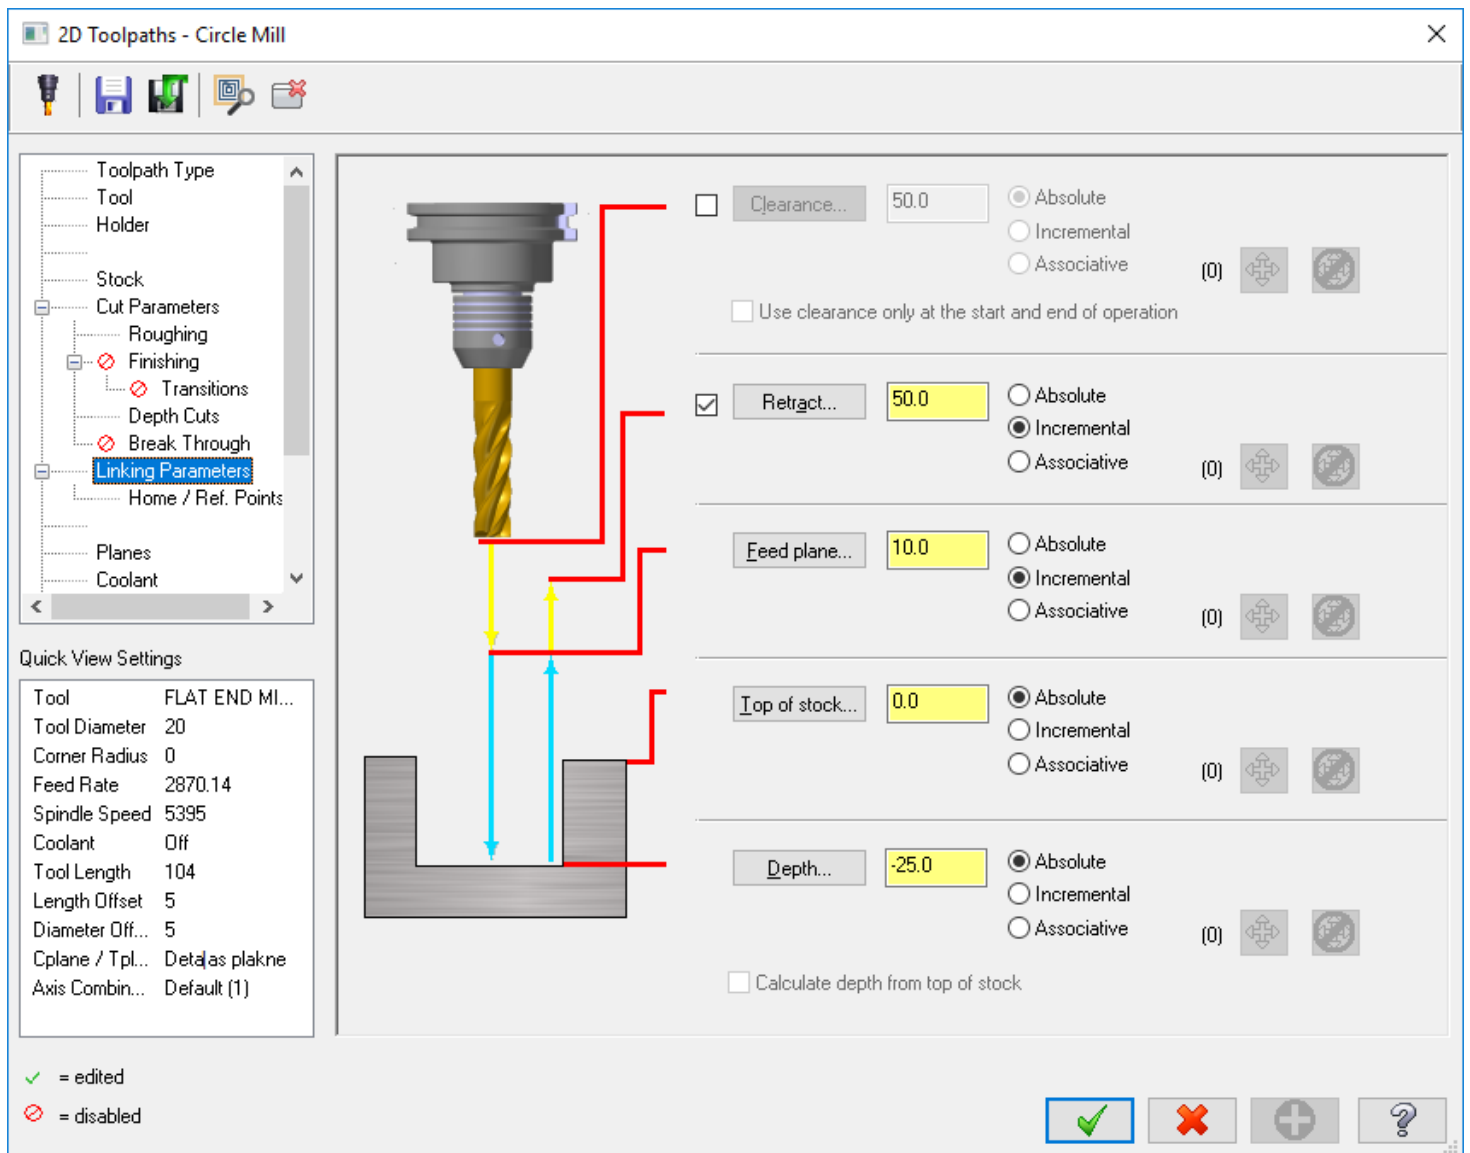 2D Toolpaths - Circle Mill
Toolpath Type
Tool
Holder
Stock
Cut Parameters
Roughing
Finishing
Transitions
Depth Cuts
Break Through
Linking Parameters
Home / Ref. Points
Planes
Coolant
Quick View Settings
Tool FLAT END MI...
Tool Diameter 20
Corner Radius 0
Feed Rate 2870.14
Spindle Speed 5395
Coolant Off
Tool Length 104
Length Offset 5
Diameter Off... 5
Cplane / Tpl... Detaļas plakne
Axis Combin... Default (1)
= edited
= disabled
Clearance... 50.0 Absolute
Incremental
Associative (0)
Use clearance only at the start and end of operation
Retract... 50.0 Absolute
Incremental
Associative (0)
Feed plane... 10.0 Absolute
Incremental
Associative (0)
Top of stock... 0.0 Absolute
Incremental
Associative (0)
Depth... -25.0 Absolute
Incremental
Associative (0)
Calculate depth from top of stock